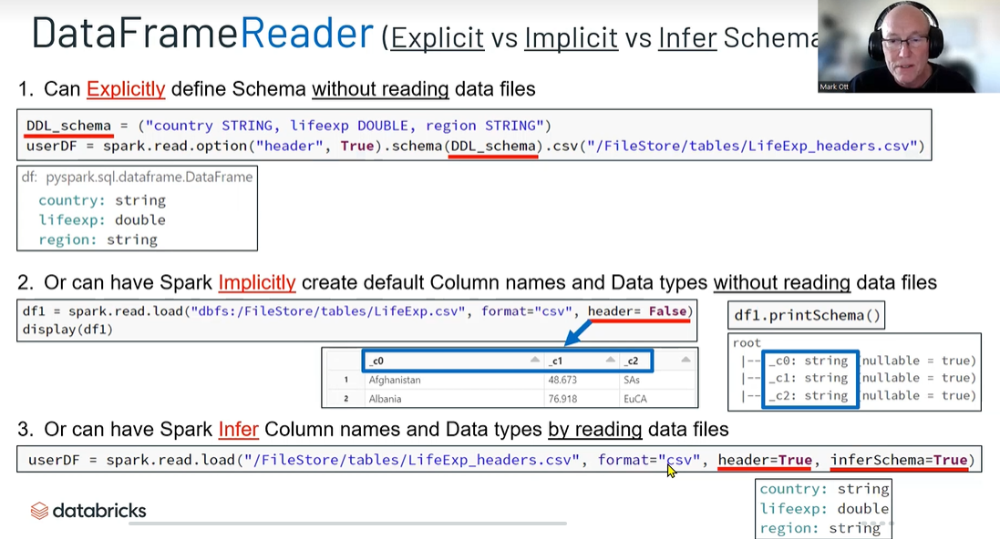 DataFrameReader (Explicit vs Implicit vs Infer Schema
Mark Ott
1. Can Explicitly define Schema without reading data files
DDL_schema = ("country STRING, lifeexp DOUBLE, region STRING")
userDF = spark.read.option("header", True).schema(DDL_schema).csv("/FileStore/tables/LifeExp_headers.csv")
df: pyspark.sql.dataframe.DataFrame
country: string
lifeexp: double
region: string
2. Or can have Spark Implicitly create default Column names and Data types without reading data files
df1 = spark.read.load("dbfs:/FileStore/tables/LifeExp.csv", format="csv", header= False)
display(df1)
df1.printSchema()
_c0 _c1 _c2
1 Afghanistan 48.673 SAs
2 Albania 76.918 EuCA
root
|-- _c0: string (nullable = true)
|-- _c1: string (nullable = true)
|-- _c2: string (nullable = true)
3. Or can have Spark Infer Column names and Data types by reading data files
userDF = spark.read.load("/FileStore/tables/LifeExp_headers.csv", format="csv", header=True, inferSchema=True)
country: string
lifeexp: double
region: string
databricks